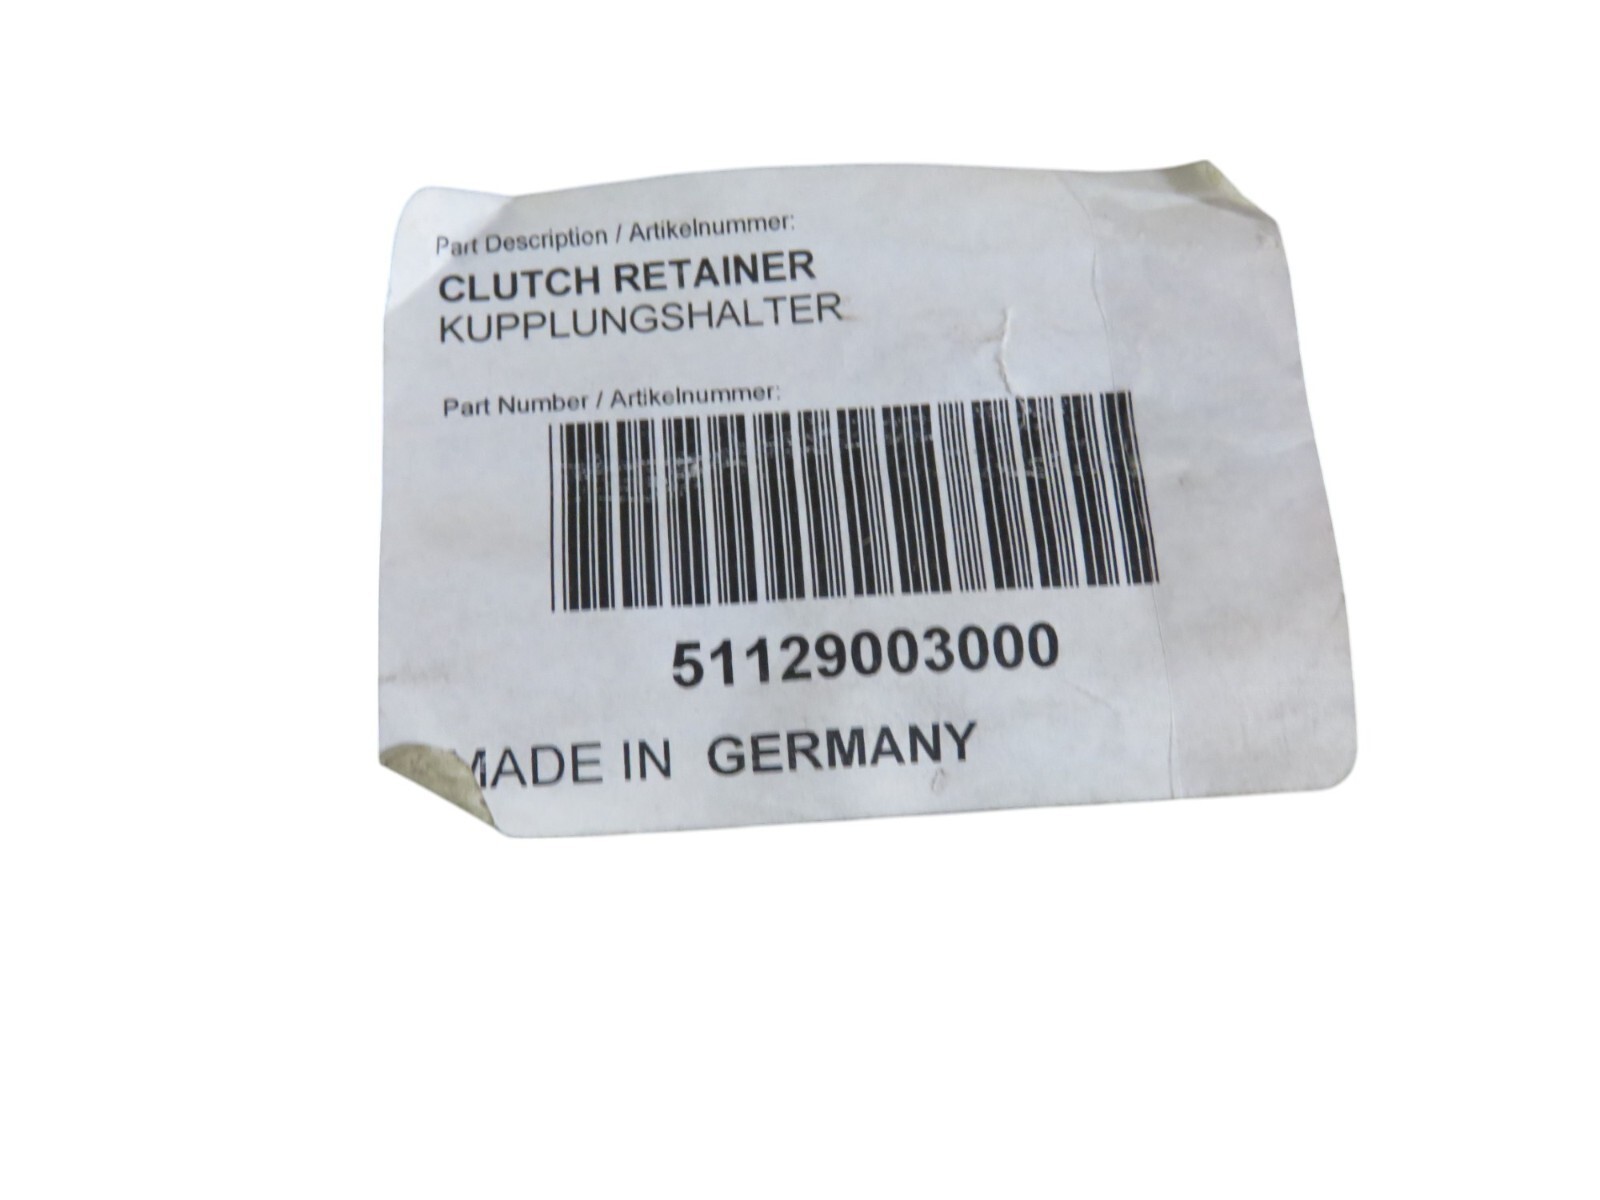 Part Description / Artikelnummer:
CLUTCH RETAINER
KUPPLUNGSHALTER
Part Number / Artikelnummer:
51129003000
MADE IN GERMANY